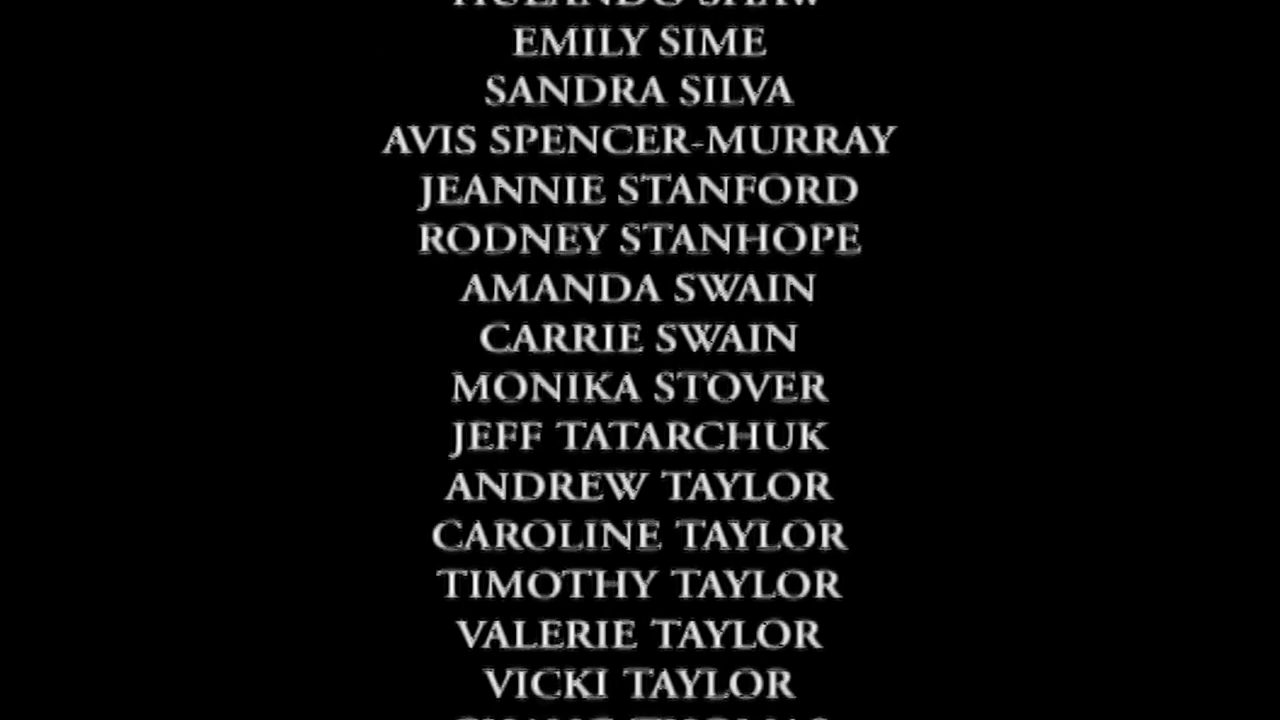 EMILY SIME
SANDRA SILVA
AVIS SPENCER-MURRAY
JEANNIE STANFORD
RODNEY STANHOPE
AMANDA SWAIN
CARRIE SWAIN
MONIKA STOVER
JEFF TATARCHUK
ANDREW TAYLOR
CAROLINE TAYLOR
TIMOTHY TAYLOR
VALERIE TAYLOR
VICKI TAYLOR